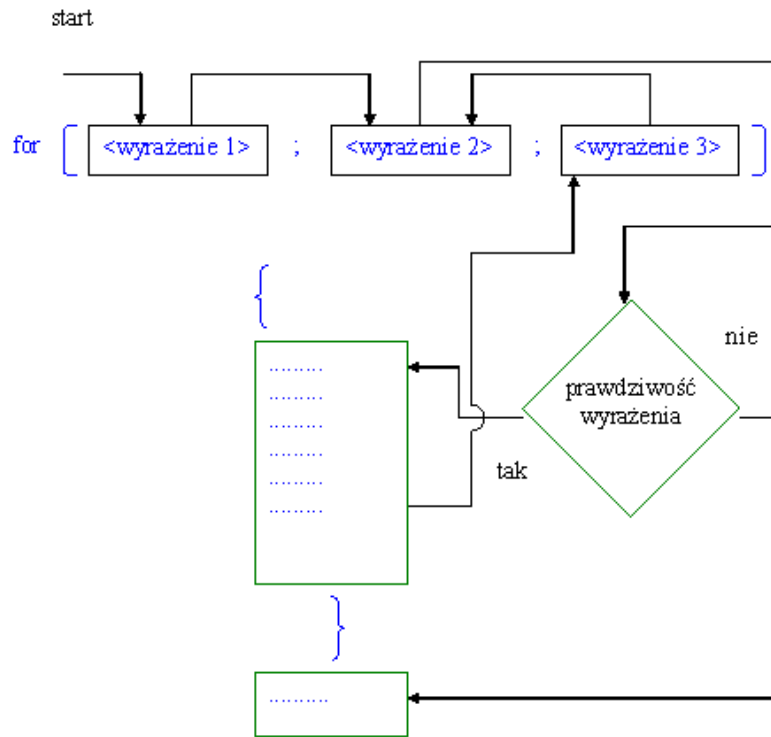 start
for [ <wyrażenie 1> ; <wyrażenie 2> ; <wyrażenie 3> ]
{
nie
.........
prawdziwość
.........
wyrażenia
.........
.........
tak
.........
.........
}
..........